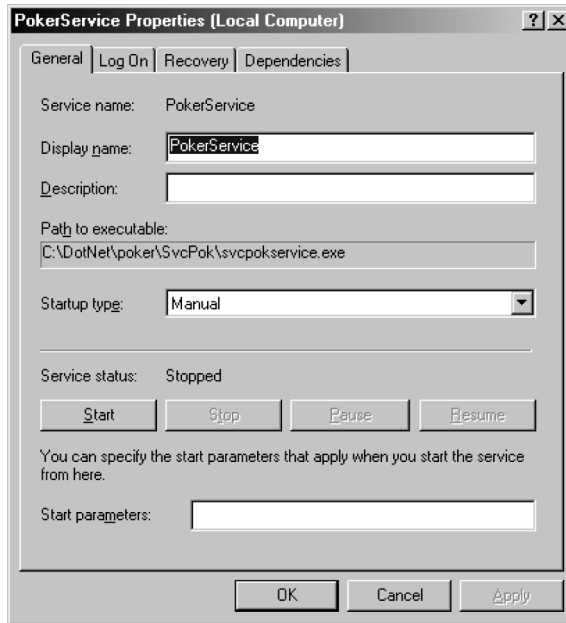 PokerService Properties (Local Computer)
General Log On Recovery Dependencies
Service name: PokerService
Display name: PokerService
Description:
Path to executable:
C:\DotNet\poker\SvcPok\svcpokservice.exe
Startup type: Manual
Service status: Stopped
Start Stop Pause Resume
You can specify the start parameters that apply when you start the service
from here.
Start parameters:
OK Cancel Apply